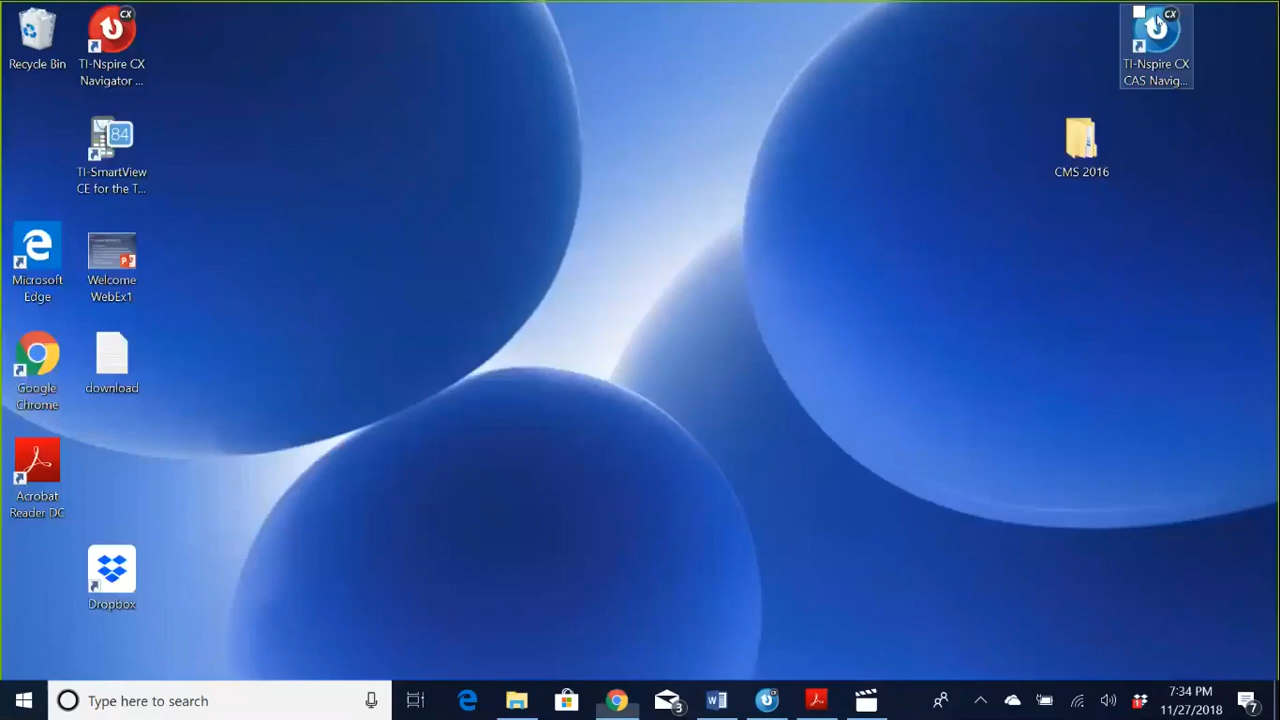 Recycle Bin
CX
TI-Nspire CX
Navigator ...
84
TI-SmartView
CE for the T...
Microsoft
Edge
Welcome
WebEx1
Google
Chrome
download
Acrobat
Reader DC
Dropbox
CX
TI-Nspire CX
CAS Navig...
CMS 2016
Type here to search
3
7:34 PM
11/27/2018
7